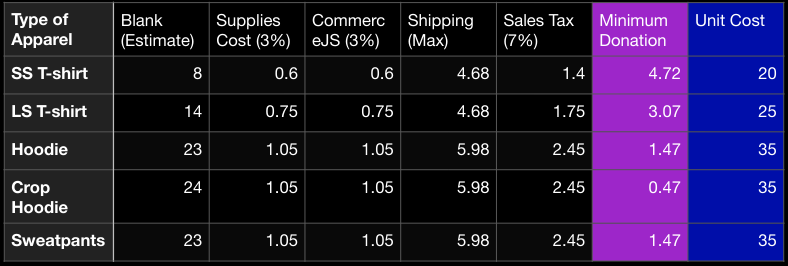 Type of Apparel Blank (Estimate) Supplies Cost (3%) CommerceJS (3%) Shipping (Max) Sales Tax (7%) Minimum Donation Unit Cost
SS T-shirt 8 0.6 0.6 4.68 1.4 4.72 20
LS T-shirt 14 0.75 0.75 4.68 1.75 3.07 25
Hoodie 23 1.05 1.05 5.98 2.45 1.47 35
Crop Hoodie 24 1.05 1.05 5.98 2.45 0.47 35
Sweatpants 23 1.05 1.05 5.98 2.45 1.47 35